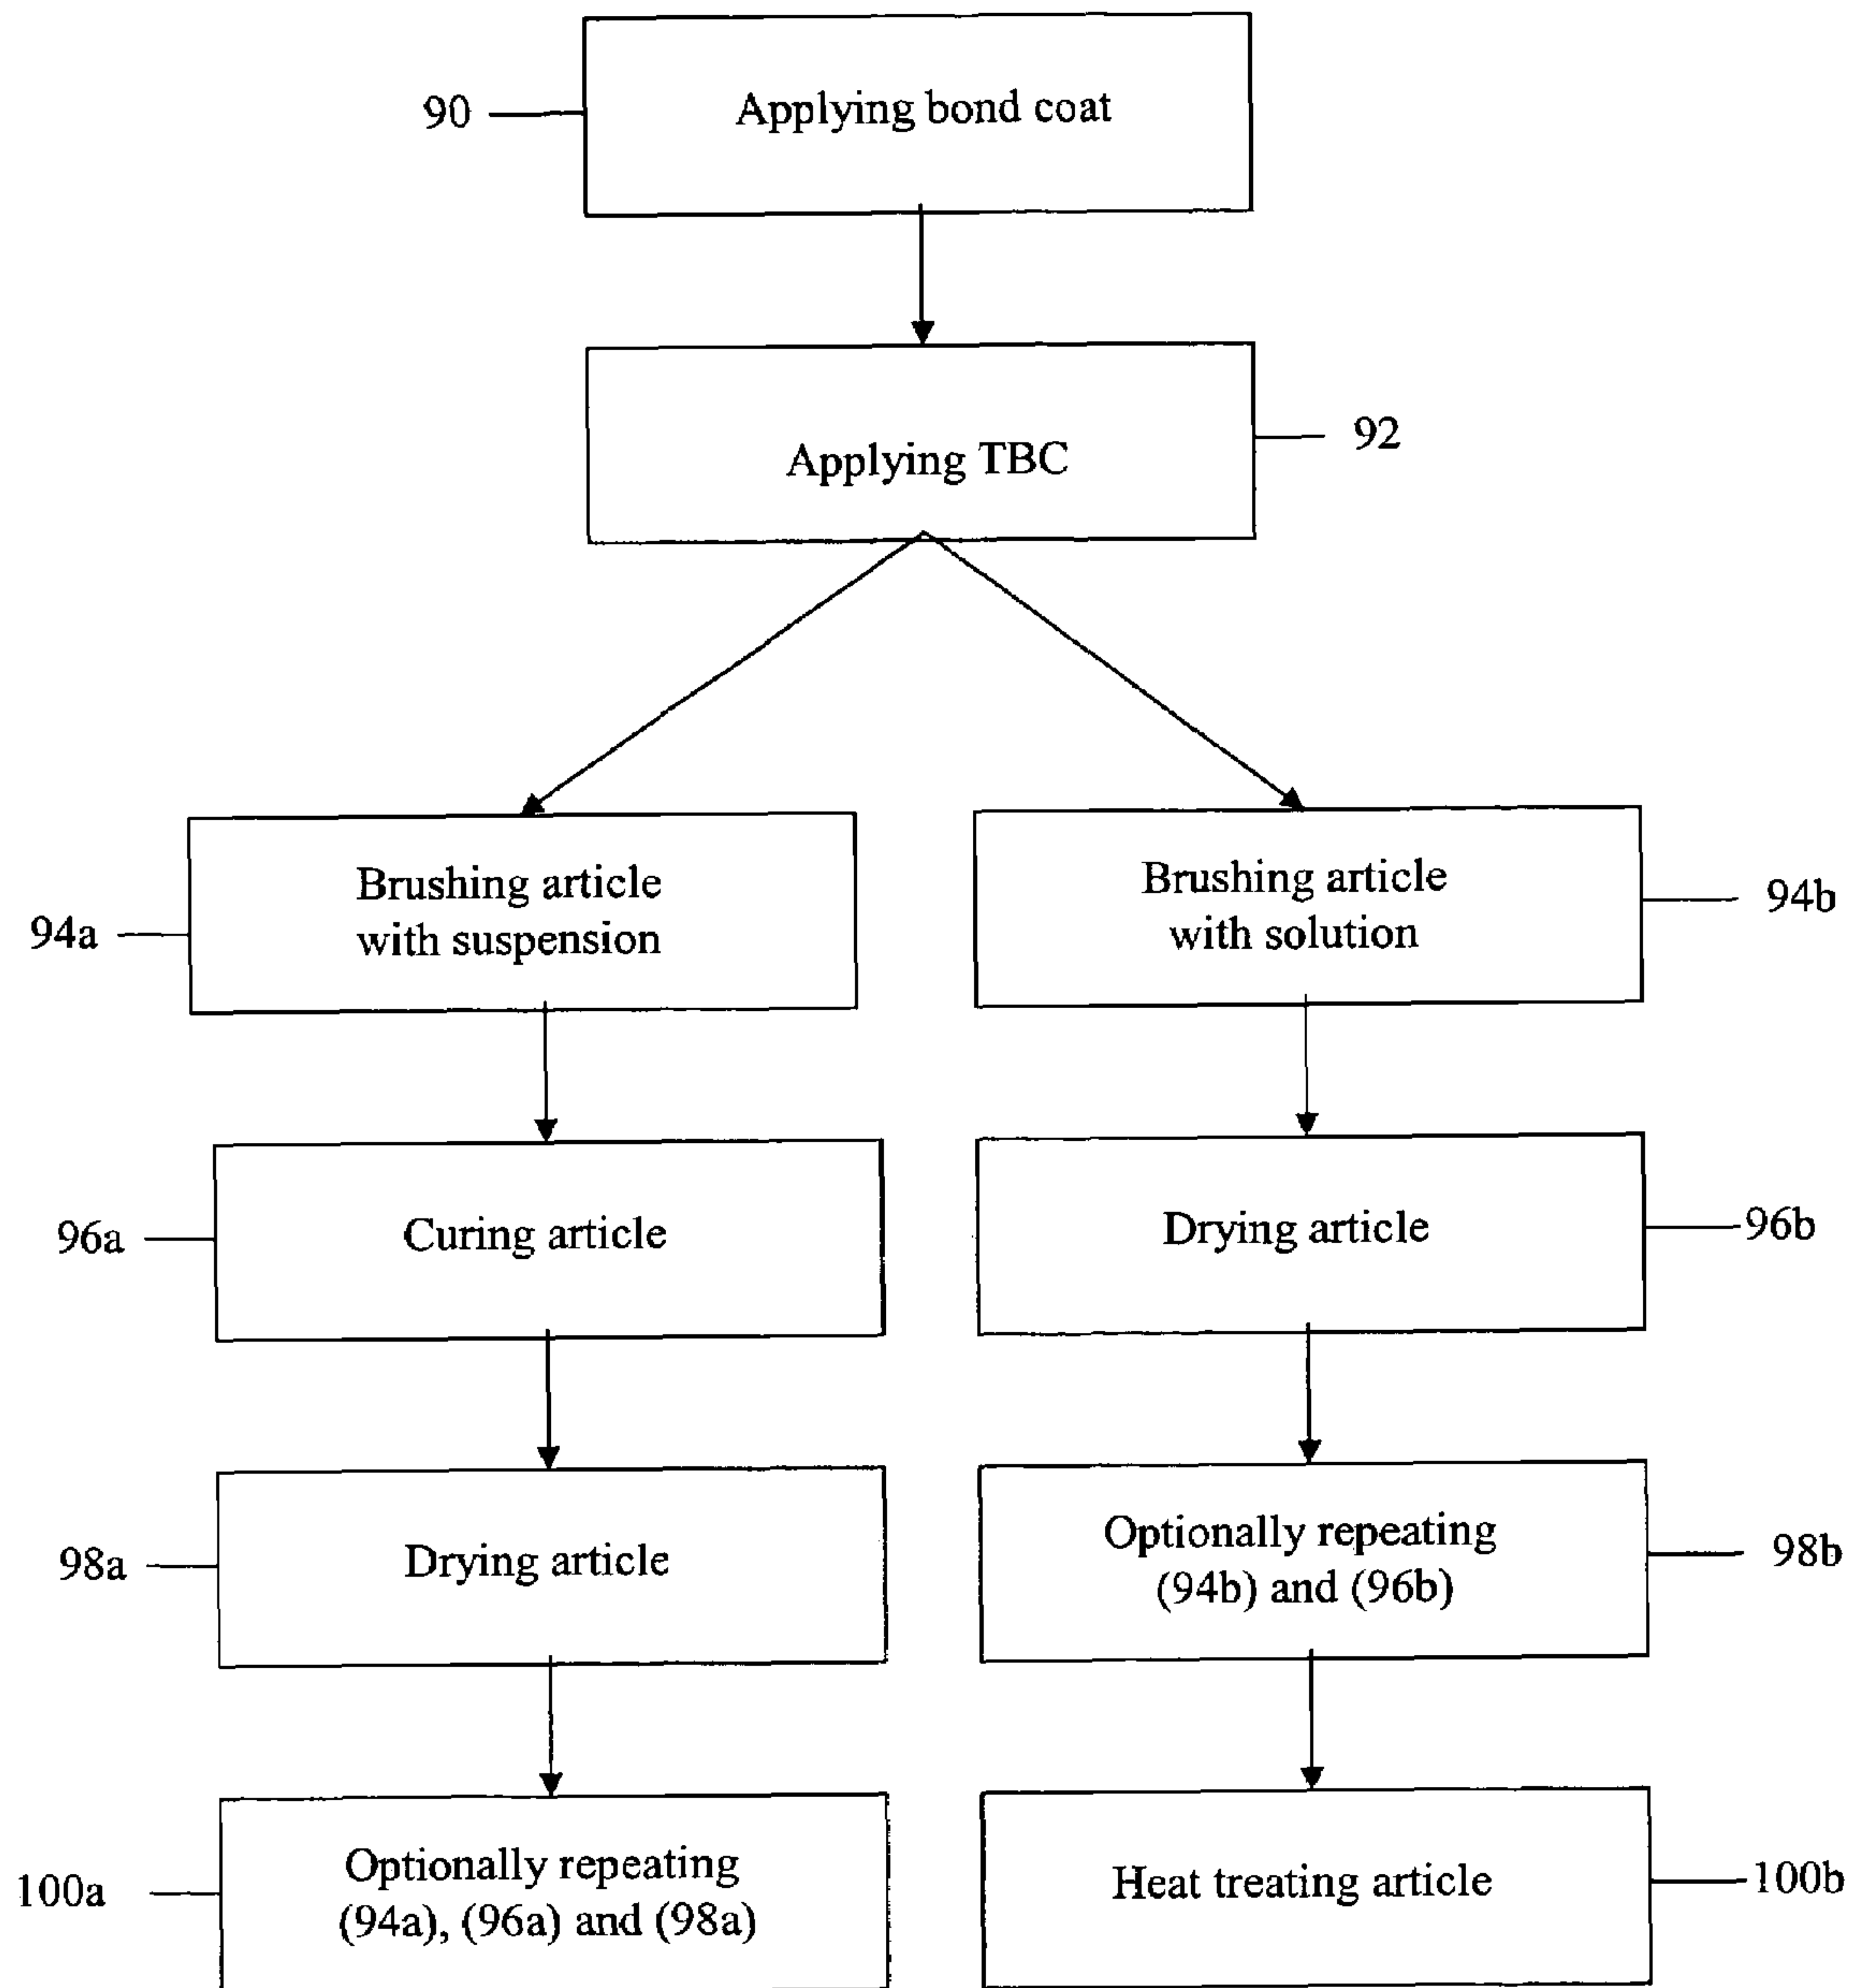 90
Applying bond coat
Applying TBC
92
94a
Brushing article
with suspension
Brushing article
with solution
94b
96a
Curing article
Drying article
96b
98a
Drying article
Optionally repeating
(94b) and (96b)
98b
100a
Optionally repeating
(94a), (96a) and (98a)
Heat treating article
100b